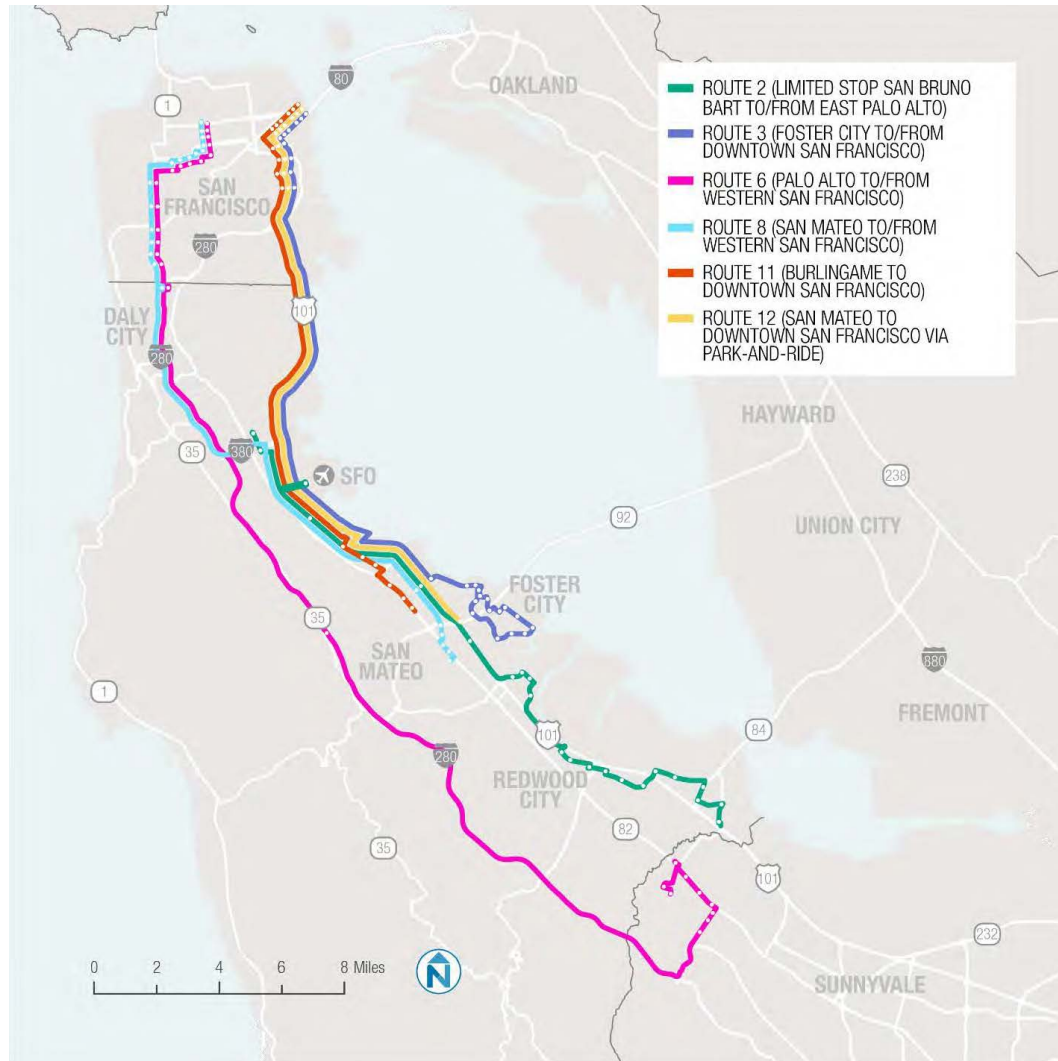 80
1
OAKLAND
ROUTE 2 (LIMITED STOP SAN BRUNO
BART TO/FROM EAST PALO ALTO)
ROUTE 3 (FOSTER CITY TO/FROM
DOWNTOWN SAN FRANCISCO)
ROUTE 6 (PALO ALTO TO/FROM
WESTERN SAN FRANCISCO)
ROUTE 8 (SAN MATEO TO/FROM
WESTERN SAN FRANCISCO)
ROUTE 11 (BURLINGAME TO
DOWNTOWN SAN FRANCISCO)
ROUTE 12 (SAN MATEO TO
DOWNTOWN SAN FRANCISCO VIA
PARK-AND-RIDE)
SAN
FRANCISCO
280
101
DALY
CITY
280
HAYWARD
35
380
SFO
238
92
UNION CITY
FOSTER
CITY
35
SAN
MATEO
880
1
FREMONT
84
101
280
REDWOOD
CITY
82
35
101
232
0 2 4 6 8 Miles
N
SUNNYVALE